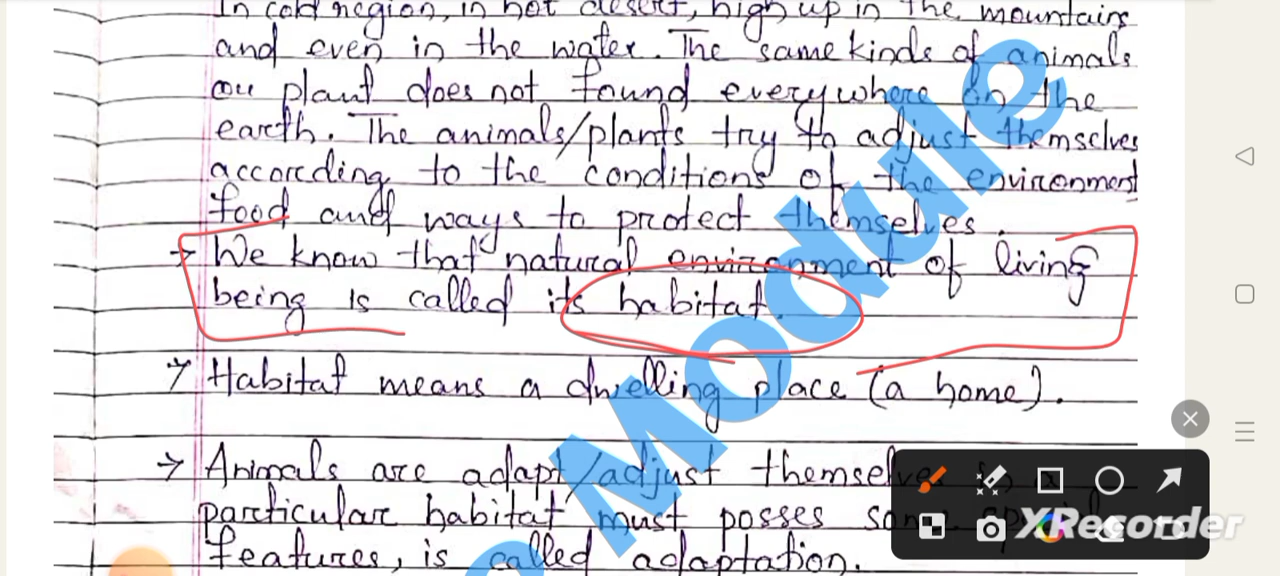 In cold region, in hot desert, high up in the mountains
and even in the water. The same kinds of animals
or plant does not found everywhere on the
earth. The animals/plants try to adjust themselves
according to the conditions of the environment
food and ways to protect themselves.
→ We know that natural environment of living
being is called its habitat.
→ Habitat means a dwelling place (a home).
→ Animals are adapt/adjust themselves
particular habitat must posses some
features, is called adaptation.
Module
XRecorder